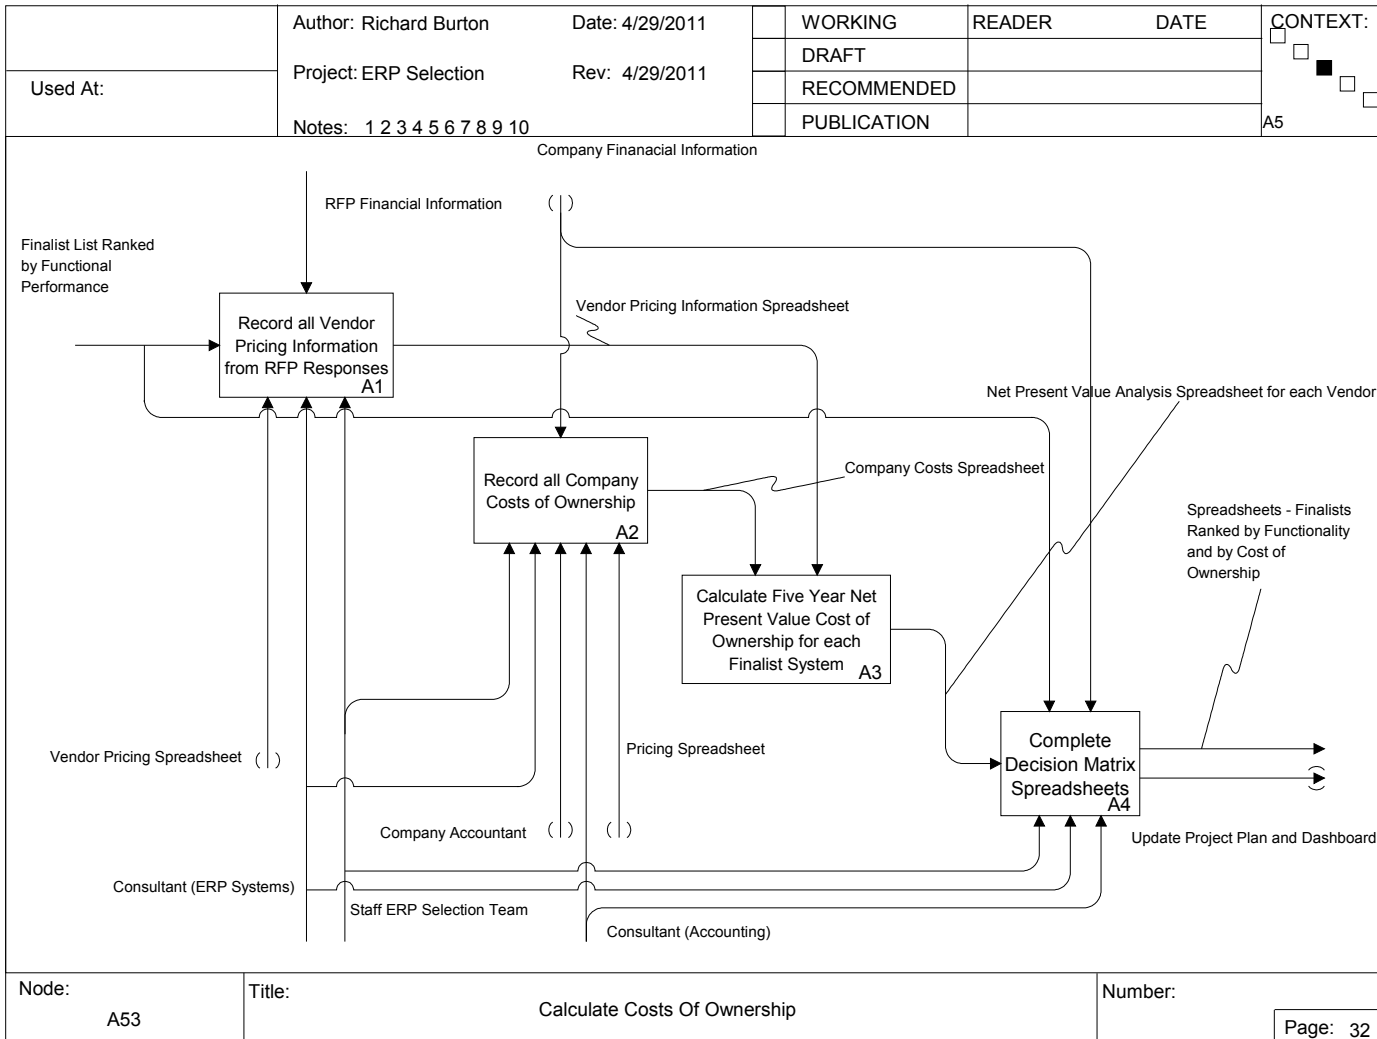 Used At:
Author: Richard Burton
Date: 4/29/2011
Project: ERP Selection
Rev: 4/29/2011
Notes: 1 2 3 4 5 6 7 8 9 10
WORKING
DRAFT
RECOMMENDED
PUBLICATION
READER DATE
CONTEXT:
A5
Company Finanacial Information
RFP Financial Information
Finalist List Ranked
by Functional
Performance
Record all Vendor
Pricing Information
from RFP Responses
A1
Vendor Pricing Information Spreadsheet
Net Present Value Analysis Spreadsheet for each Vendor
Record all Company
Costs of Ownership
A2
Company Costs Spreadsheet
Spreadsheets - Finalists
Ranked by Functionality
and by Cost of
Ownership
Calculate Five Year Net
Present Value Cost of
Ownership for each
Finalist System
A3
Vendor Pricing Spreadsheet
Pricing Spreadsheet
Complete
Decision Matrix
Spreadsheets
A4
Company Accountant
Update Project Plan and Dashboard
Consultant (ERP Systems)
Staff ERP Selection Team
Consultant (Accounting)
Node:
A53
Title:
Calculate Costs Of Ownership
Number:
Page: 32